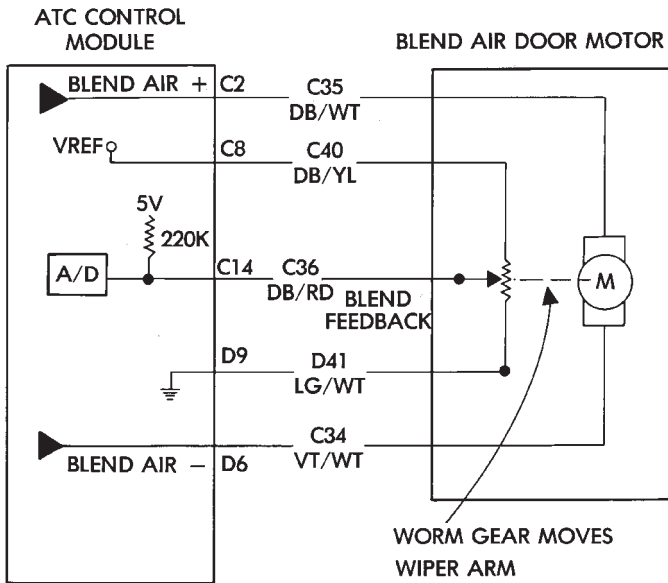 ATC CONTROL
MODULE
BLEND AIR DOOR MOTOR
BLEND AIR +
C2
C35
DB/WT
VREF
C8
C40
DB/YL
5V
220K
A/D
C14
C36
DB/RD
BLEND
FEEDBACK
M
D9
D41
LG/WT
BLEND AIR −
D6
C34
VT/WT
WORM GEAR MOVES
WIPER ARM